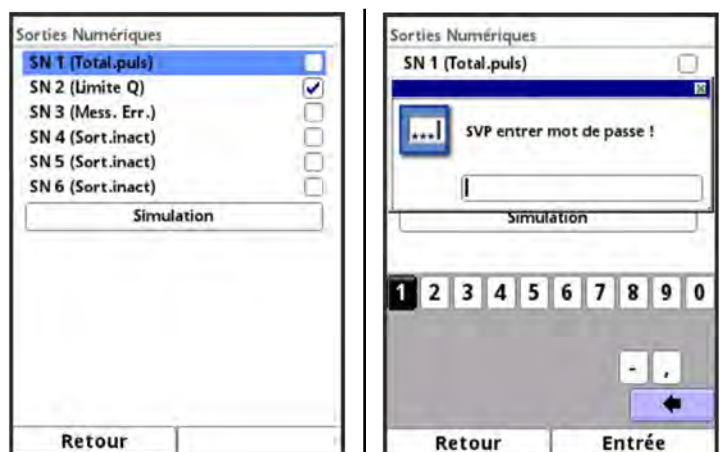 Sorties Numériques
SN 1 (Total.puls)
SN 2 (Limite Q)
SN 3 (Mess. Err.)
SN 4 (Sort.inact)
SN 5 (Sort.inact)
SN 6 (Sort.inact)
Simulation
Retour
Sorties Numériques
SN 1 (Total.puls)
SVP entrer mot de passe !
Simulation
1 2 3 4 5 6 7 8 9 0
- ,
Retour Entrée